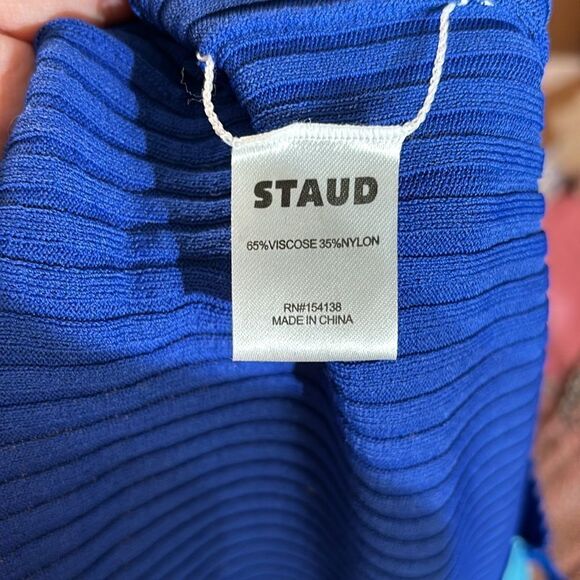 STAUD
65%VISCOSE 35%NYLON
RN#154138
MADE IN CHINA